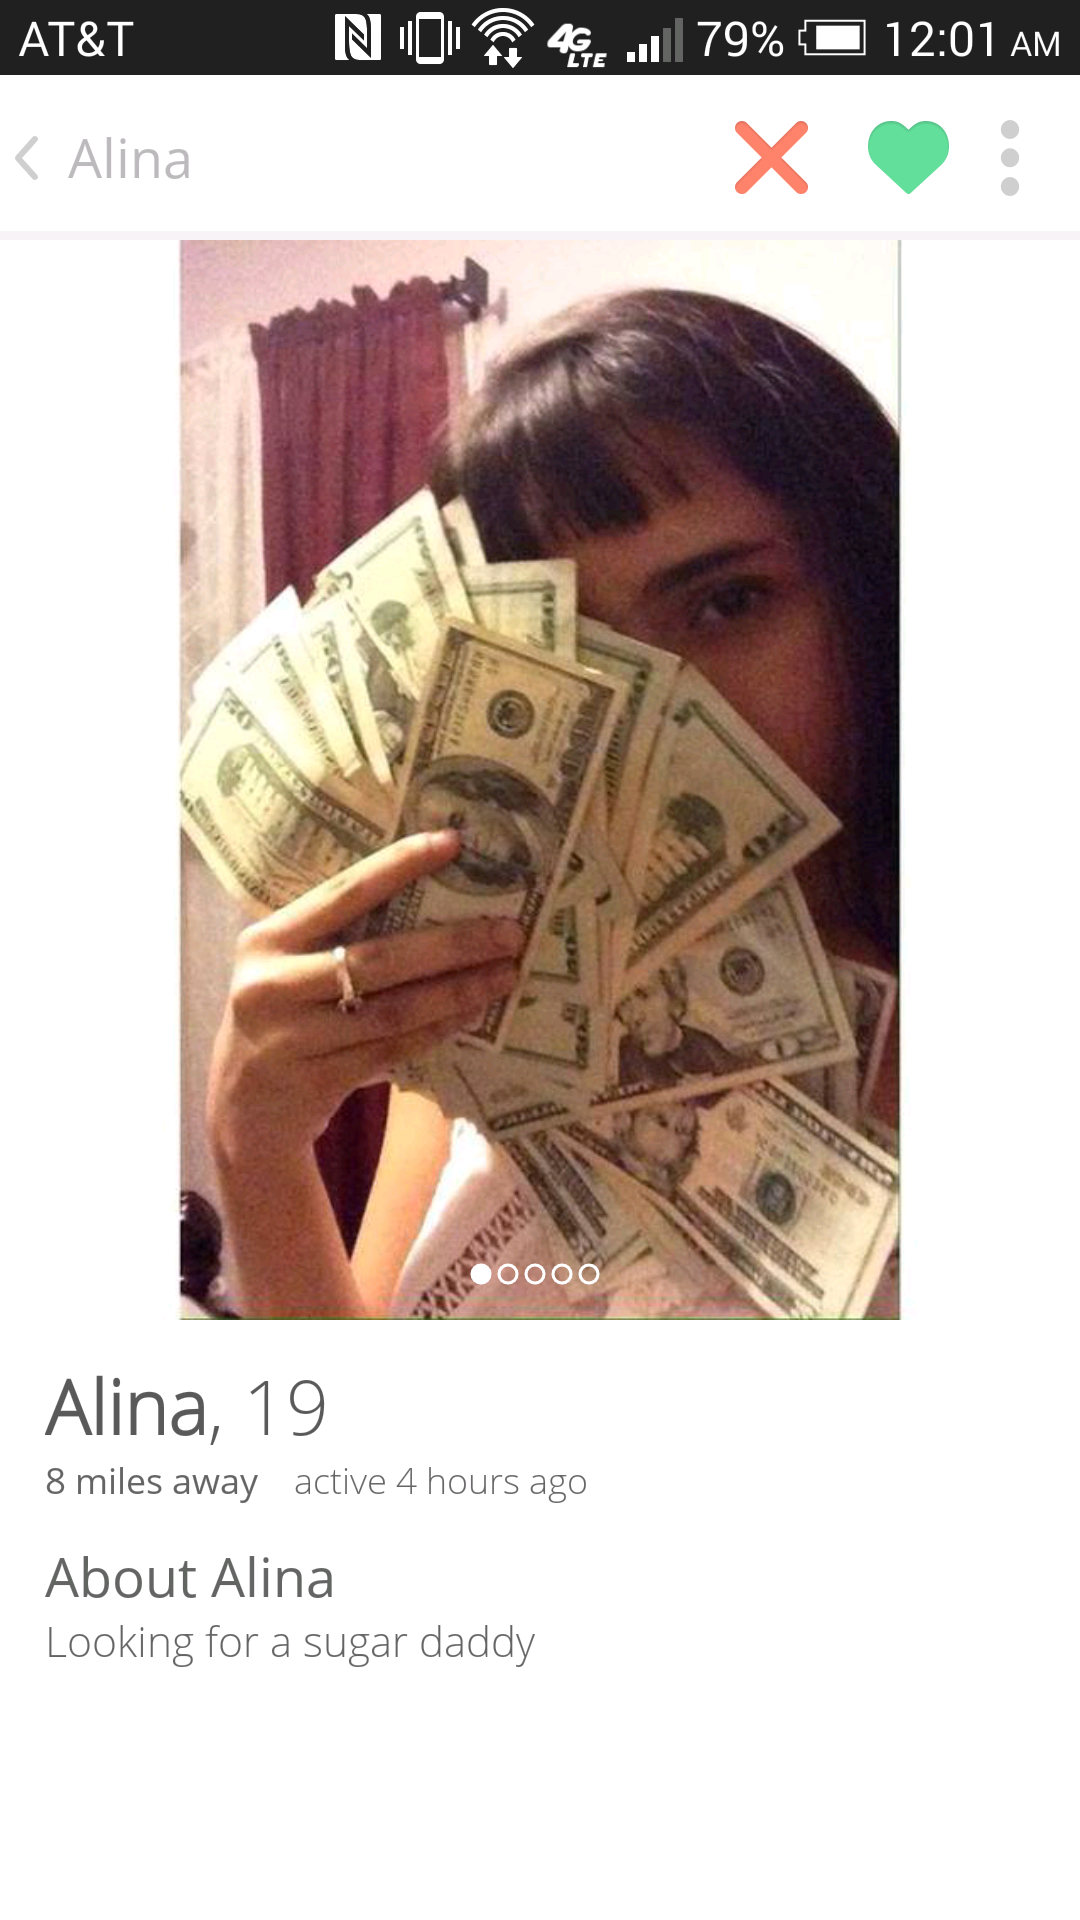 AT&T 4G LTE 79% 12:01 AM
Alina
Alina, 19
8 miles away active 4 hours ago
About Alina
Looking for a sugar daddy